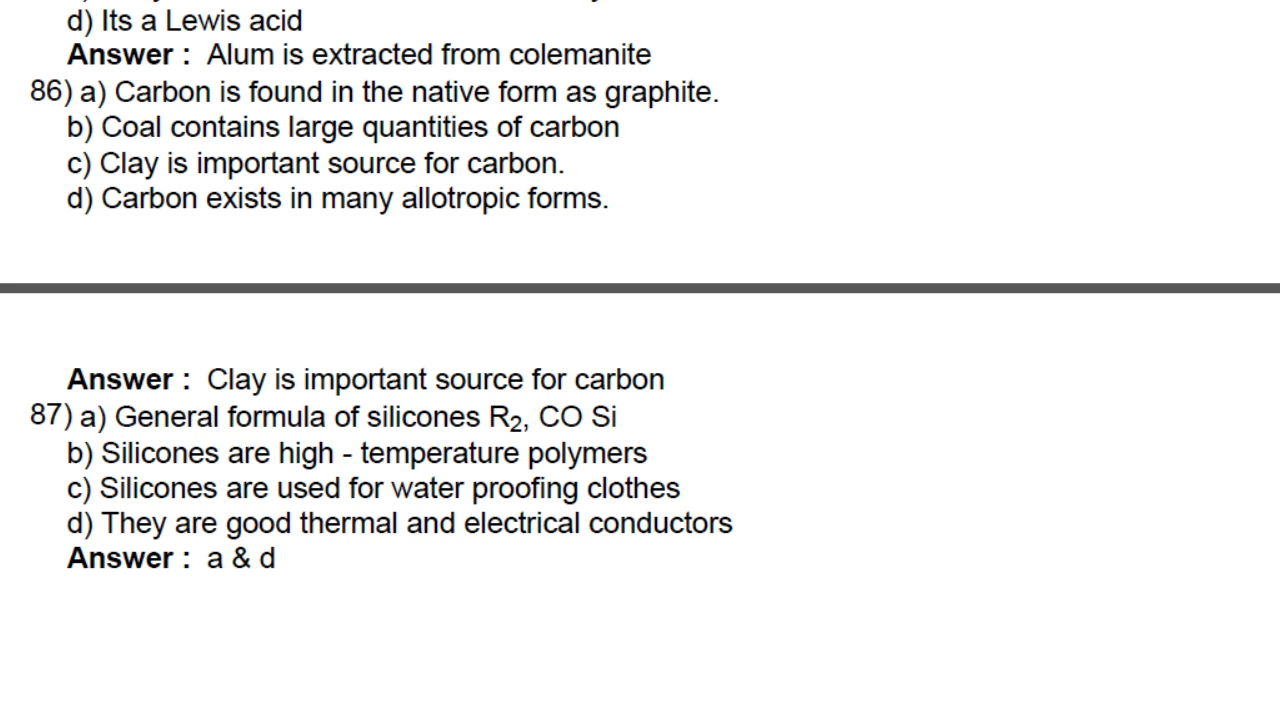 d) Its a Lewis acid
Answer : Alum is extracted from colemanite
86) a) Carbon is found in the native form as graphite.
b) Coal contains large quantities of carbon
c) Clay is important source for carbon.
d) Carbon exists in many allotropic forms.
Answer : Clay is important source for carbon
87) a) General formula of silicones R₂, CO Si
b) Silicones are high - temperature polymers
c) Silicones are used for water proofing clothes
d) They are good thermal and electrical conductors
Answer : a & d